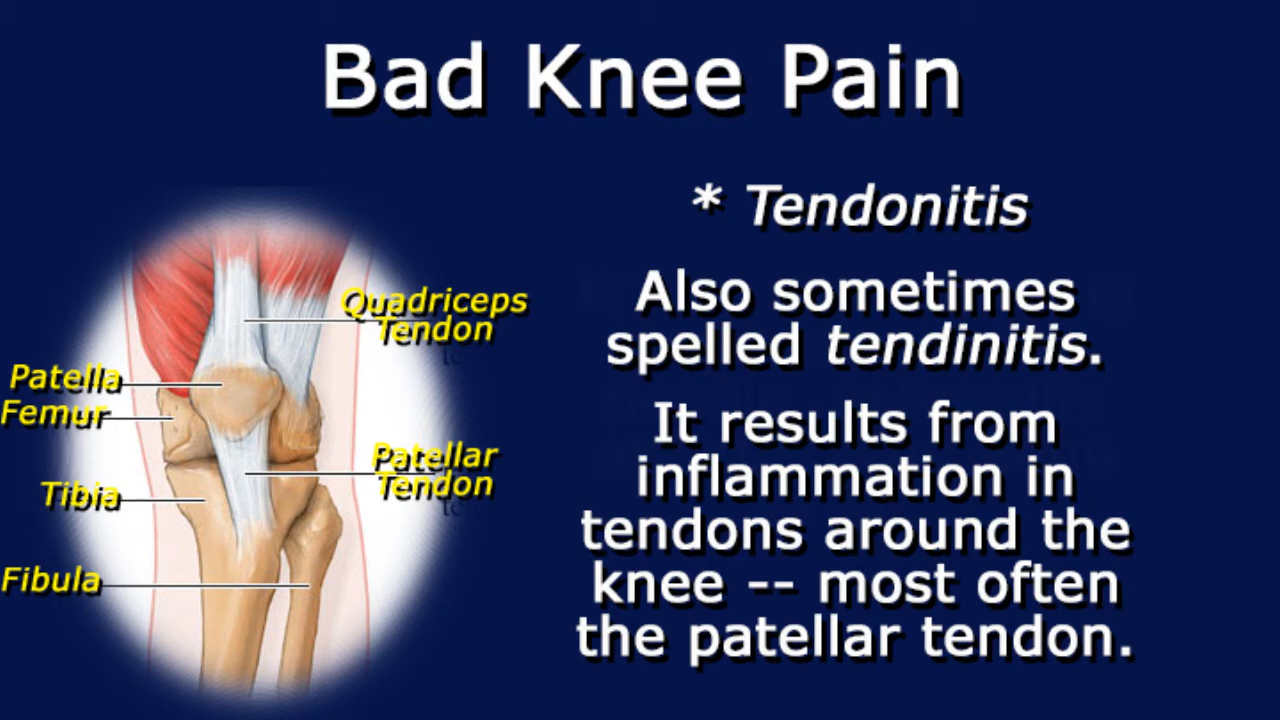 Bad Knee Pain
* Tendonitis
Also sometimes
spelled tendinitis.
It results from
inflammation in
tendons around the
knee -- most often
the patellar tendon.
Quadriceps
Tendon
Patella
Femur
Patellar
Tendon
Tibia
Fibula